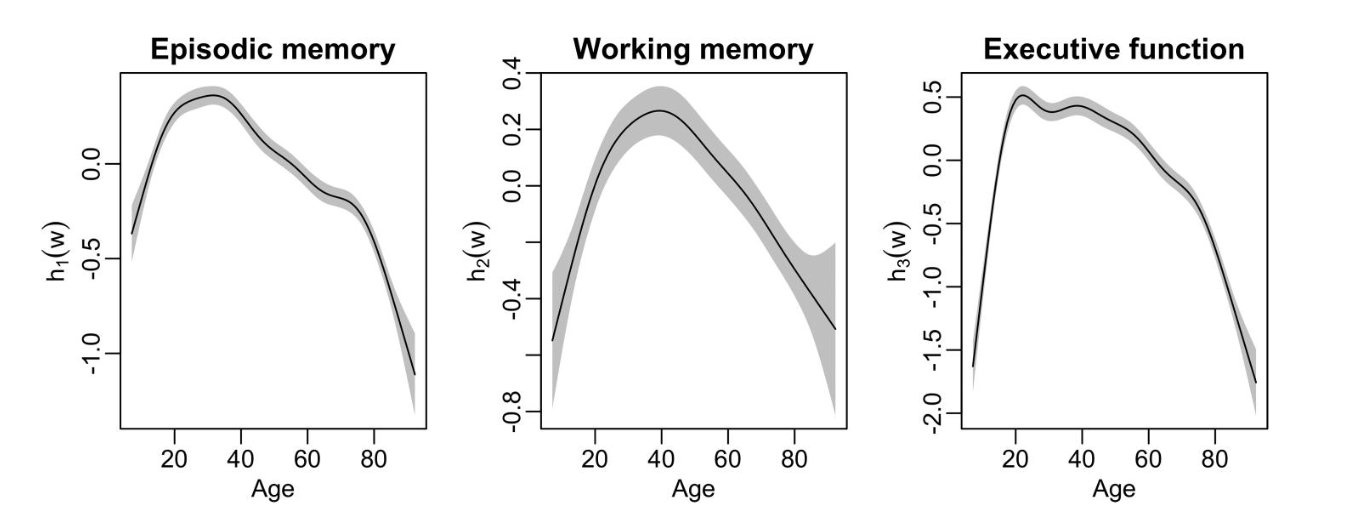 Episodic memory
h₁(w)
0.0
-0.5
-1.0
20 40 60 80
Age
Working memory
h₂(w)
0.4
0.2
0.0
-0.4
-0.8
20 40 60 80
Age
Executive function
h₃(w)
0.5
0.0
-0.5
-1.0
-1.5
-2.0
20 40 60 80
Age